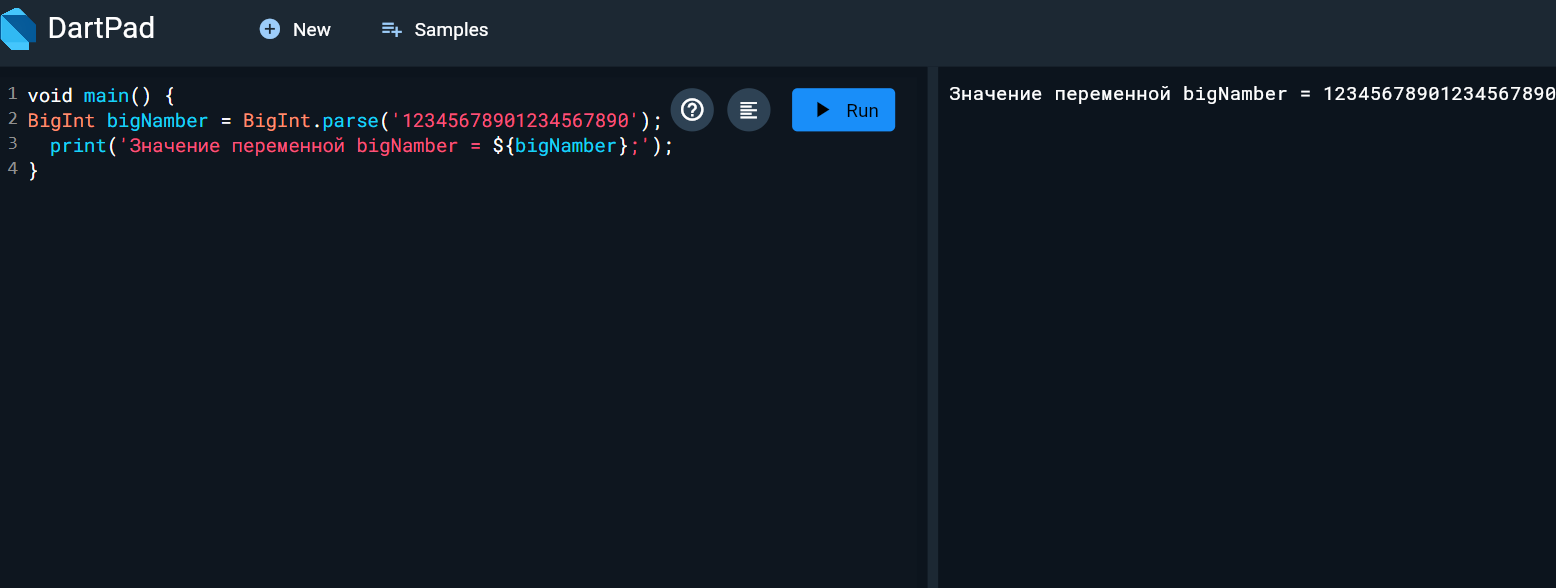 DartPad
New
Samples
1 void main() {
2 BigInt bigNamber = BigInt.parse('12345678901234567890');
3 print('Значение переменной bigNamber = ${bigNamber};');
4 }
Run
Значение переменной bigNamber = 12345678901234567890